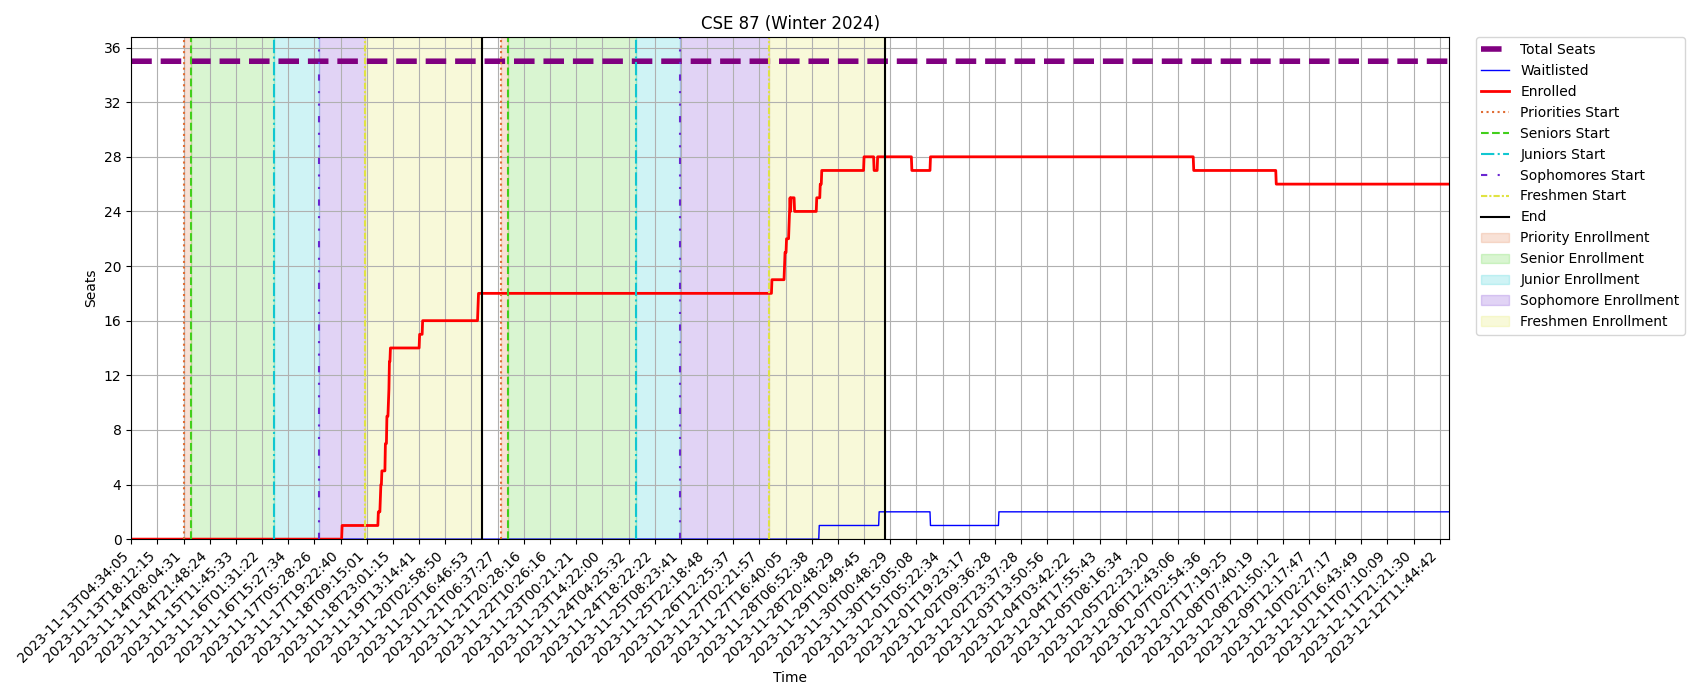 CSE 87 (Winter 2024)
36
32
28
24
20
16
12
8
4
0
Seats
2023-11-13T04:34:05
2023-11-13T18:12:15
2023-11-14T08:04:31
2023-11-14T21:48:24
2023-11-15T11:45:33
2023-11-16T01:31:22
2023-11-16T15:27:34
2023-11-17T05:28:26
2023-11-17T19:22:40
2023-11-18T09:15:01
2023-11-18T23:01:15
2023-11-19T13:14:41
2023-11-20T02:58:50
2023-11-20T16:46:53
2023-11-21T06:37:27
2023-11-21T20:28:16
2023-11-22T10:26:16
2023-11-23T00:21:21
2023-11-23T14:22:00
2023-11-24T04:25:32
2023-11-24T18:22:22
2023-11-25T08:23:41
2023-11-25T22:18:48
2023-11-26T12:25:37
2023-11-27T02:21:57
2023-11-27T16:40:05
2023-11-28T06:52:38
2023-11-28T20:48:29
2023-11-29T10:49:45
2023-11-30T00:48:29
2023-11-30T15:05:08
2023-12-01T05:22:34
2023-12-01T19:23:17
2023-12-02T09:36:28
2023-12-02T23:37:28
2023-12-03T13:50:56
2023-12-04T03:42:22
2023-12-04T17:55:43
2023-12-05T08:16:34
2023-12-05T22:23:20
2023-12-06T12:43:06
2023-12-07T02:54:36
2023-12-07T17:19:25
2023-12-08T07:40:19
2023-12-08T21:50:12
2023-12-09T12:17:47
2023-12-10T02:27:17
2023-12-10T16:43:49
2023-12-11T07:10:09
2023-12-11T21:21:30
2023-12-12T11:44:42
Time
Total Seats
Waitlisted
Enrolled
Priorities Start
Seniors Start
Juniors Start
Sophomores Start
Freshmen Start
End
Priority Enrollment
Senior Enrollment
Junior Enrollment
Sophomore Enrollment
Freshmen Enrollment